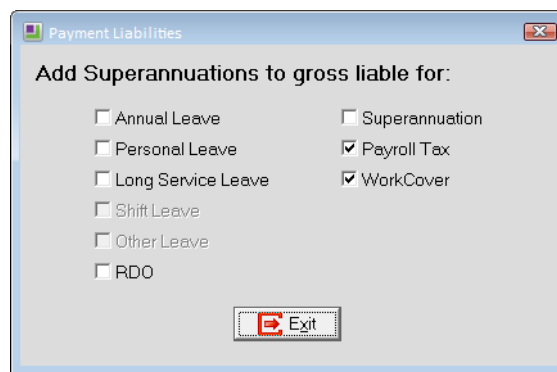 Payment Liabilities
Add Superannuations to gross liable for:
Annual Leave
Personal Leave
Long Service Leave
Shift Leave
Other Leave
RDO
Superannuation
Payroll Tax
WorkCover
Exit